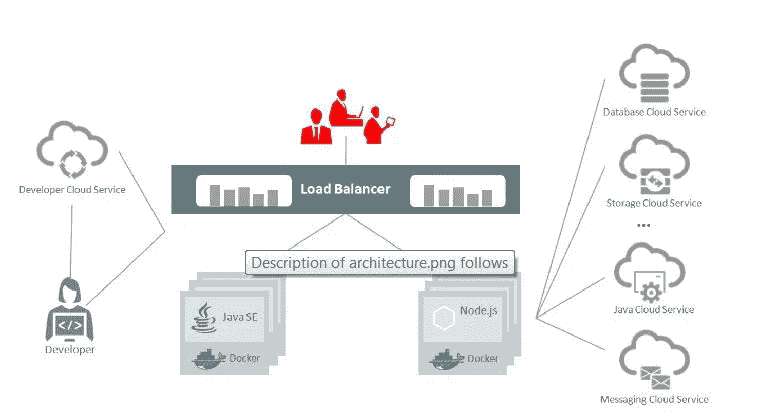 Database Cloud Service
Developer Cloud Service
Load Balancer
Storage Cloud Service
...
Description of architecture.png follows
Java SE
Node.js
Java Cloud Service
Developer
Docker
Docker
Messaging Cloud Service